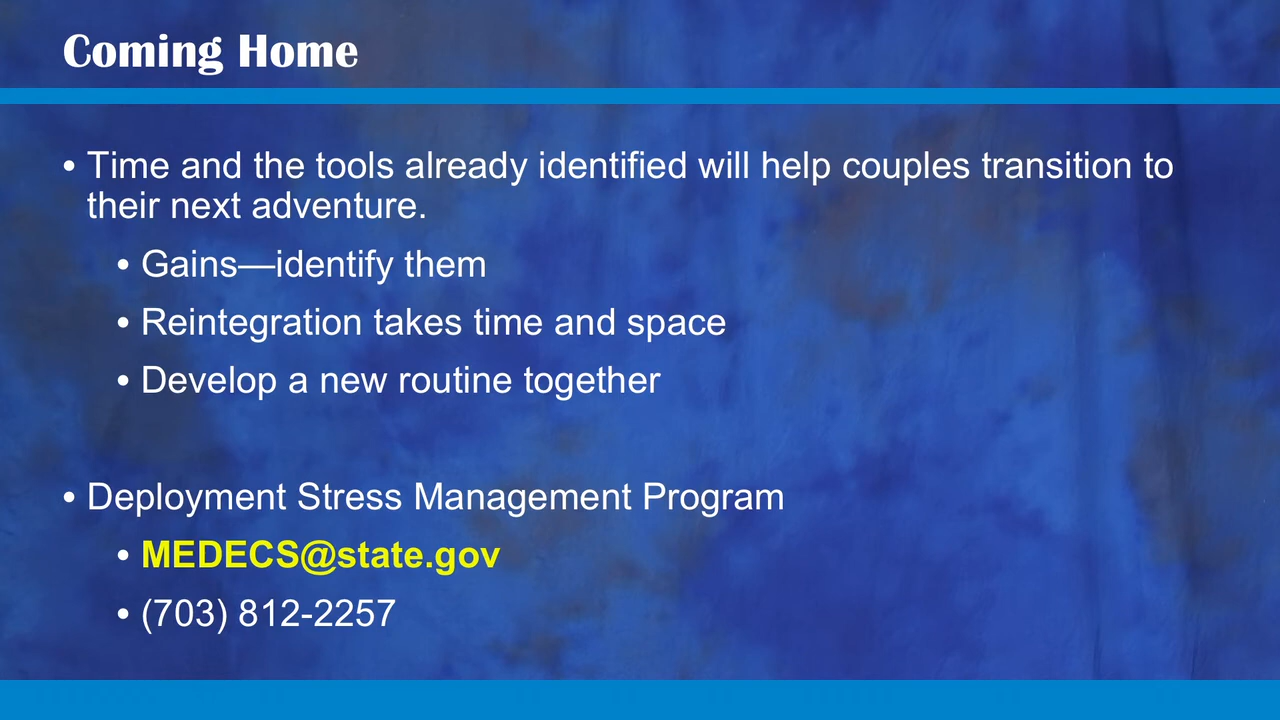 Coming Home
• Time and the tools already identified will help couples transition to
their next adventure.
• Gains—identify them
• Reintegration takes time and space
• Develop a new routine together
• Deployment Stress Management Program
• MEDECS@state.gov
• (703) 812-2257